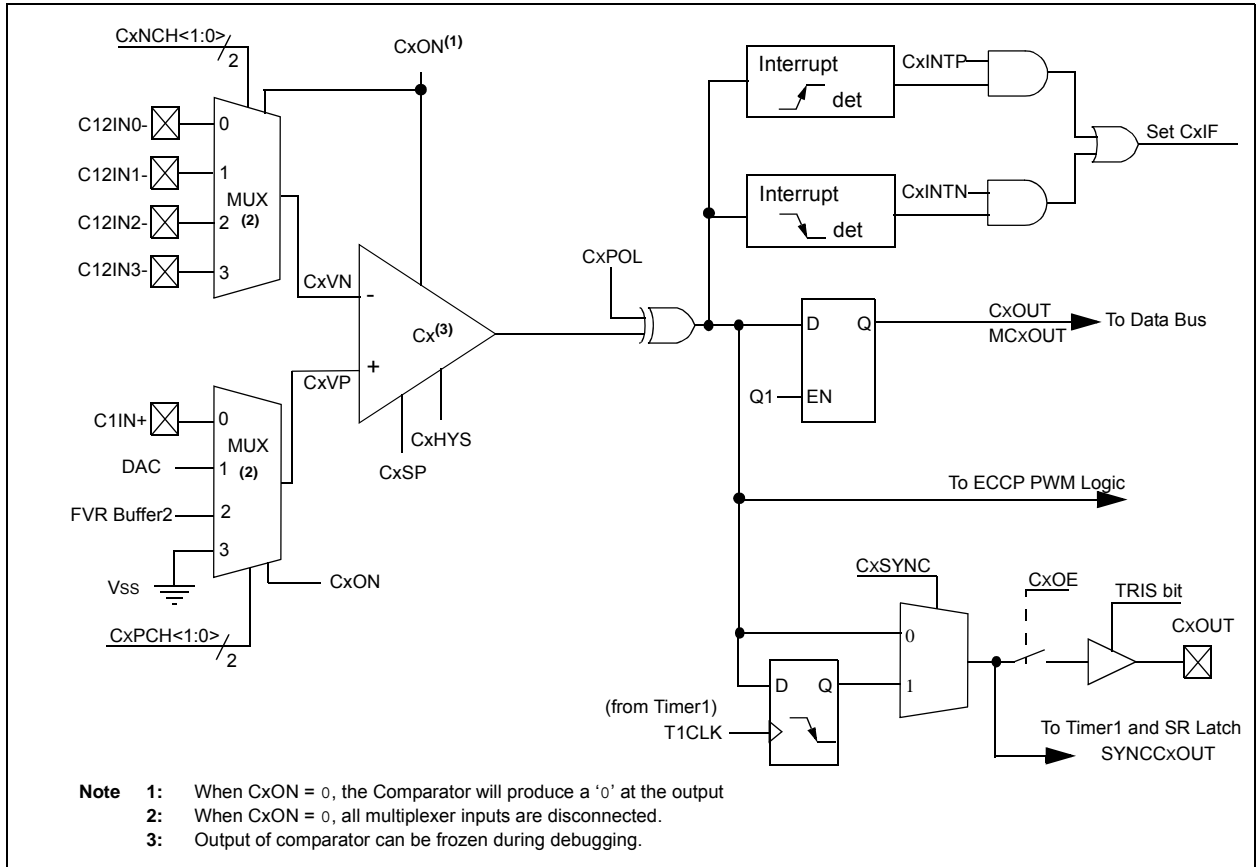 CxNCH<1:0>
2
CxON(1)
C12IN0-
C12IN1-
C12IN2-
C12IN3-
0
1
2
3
MUX
(2)
CxVN
-
Cx(3)
+
CxVP
CxHYS
CxSP
C1IN+
DAC
FVR Buffer2
VSS
0
1
2
3
MUX
(2)
CxON
CxPCH<1:0>
2
CxPOL
Interrupt
det
CxINTP
Interrupt
det
CxINTN
Set CxIF
D
Q
EN
Q1
CxOUT
MCxOUT
To Data Bus
To ECCP PWM Logic
CxSYNC
0
1
D
Q
(from Timer1)
T1CLK
CxOE
TRIS bit
CxOUT
To Timer1 and SR Latch
SYNCCxOUT
Note 1: When CxON = 0, the Comparator will produce a ‘0’ at the output
2: When CxON = 0, all multiplexer inputs are disconnected.
3: Output of comparator can be frozen during debugging.